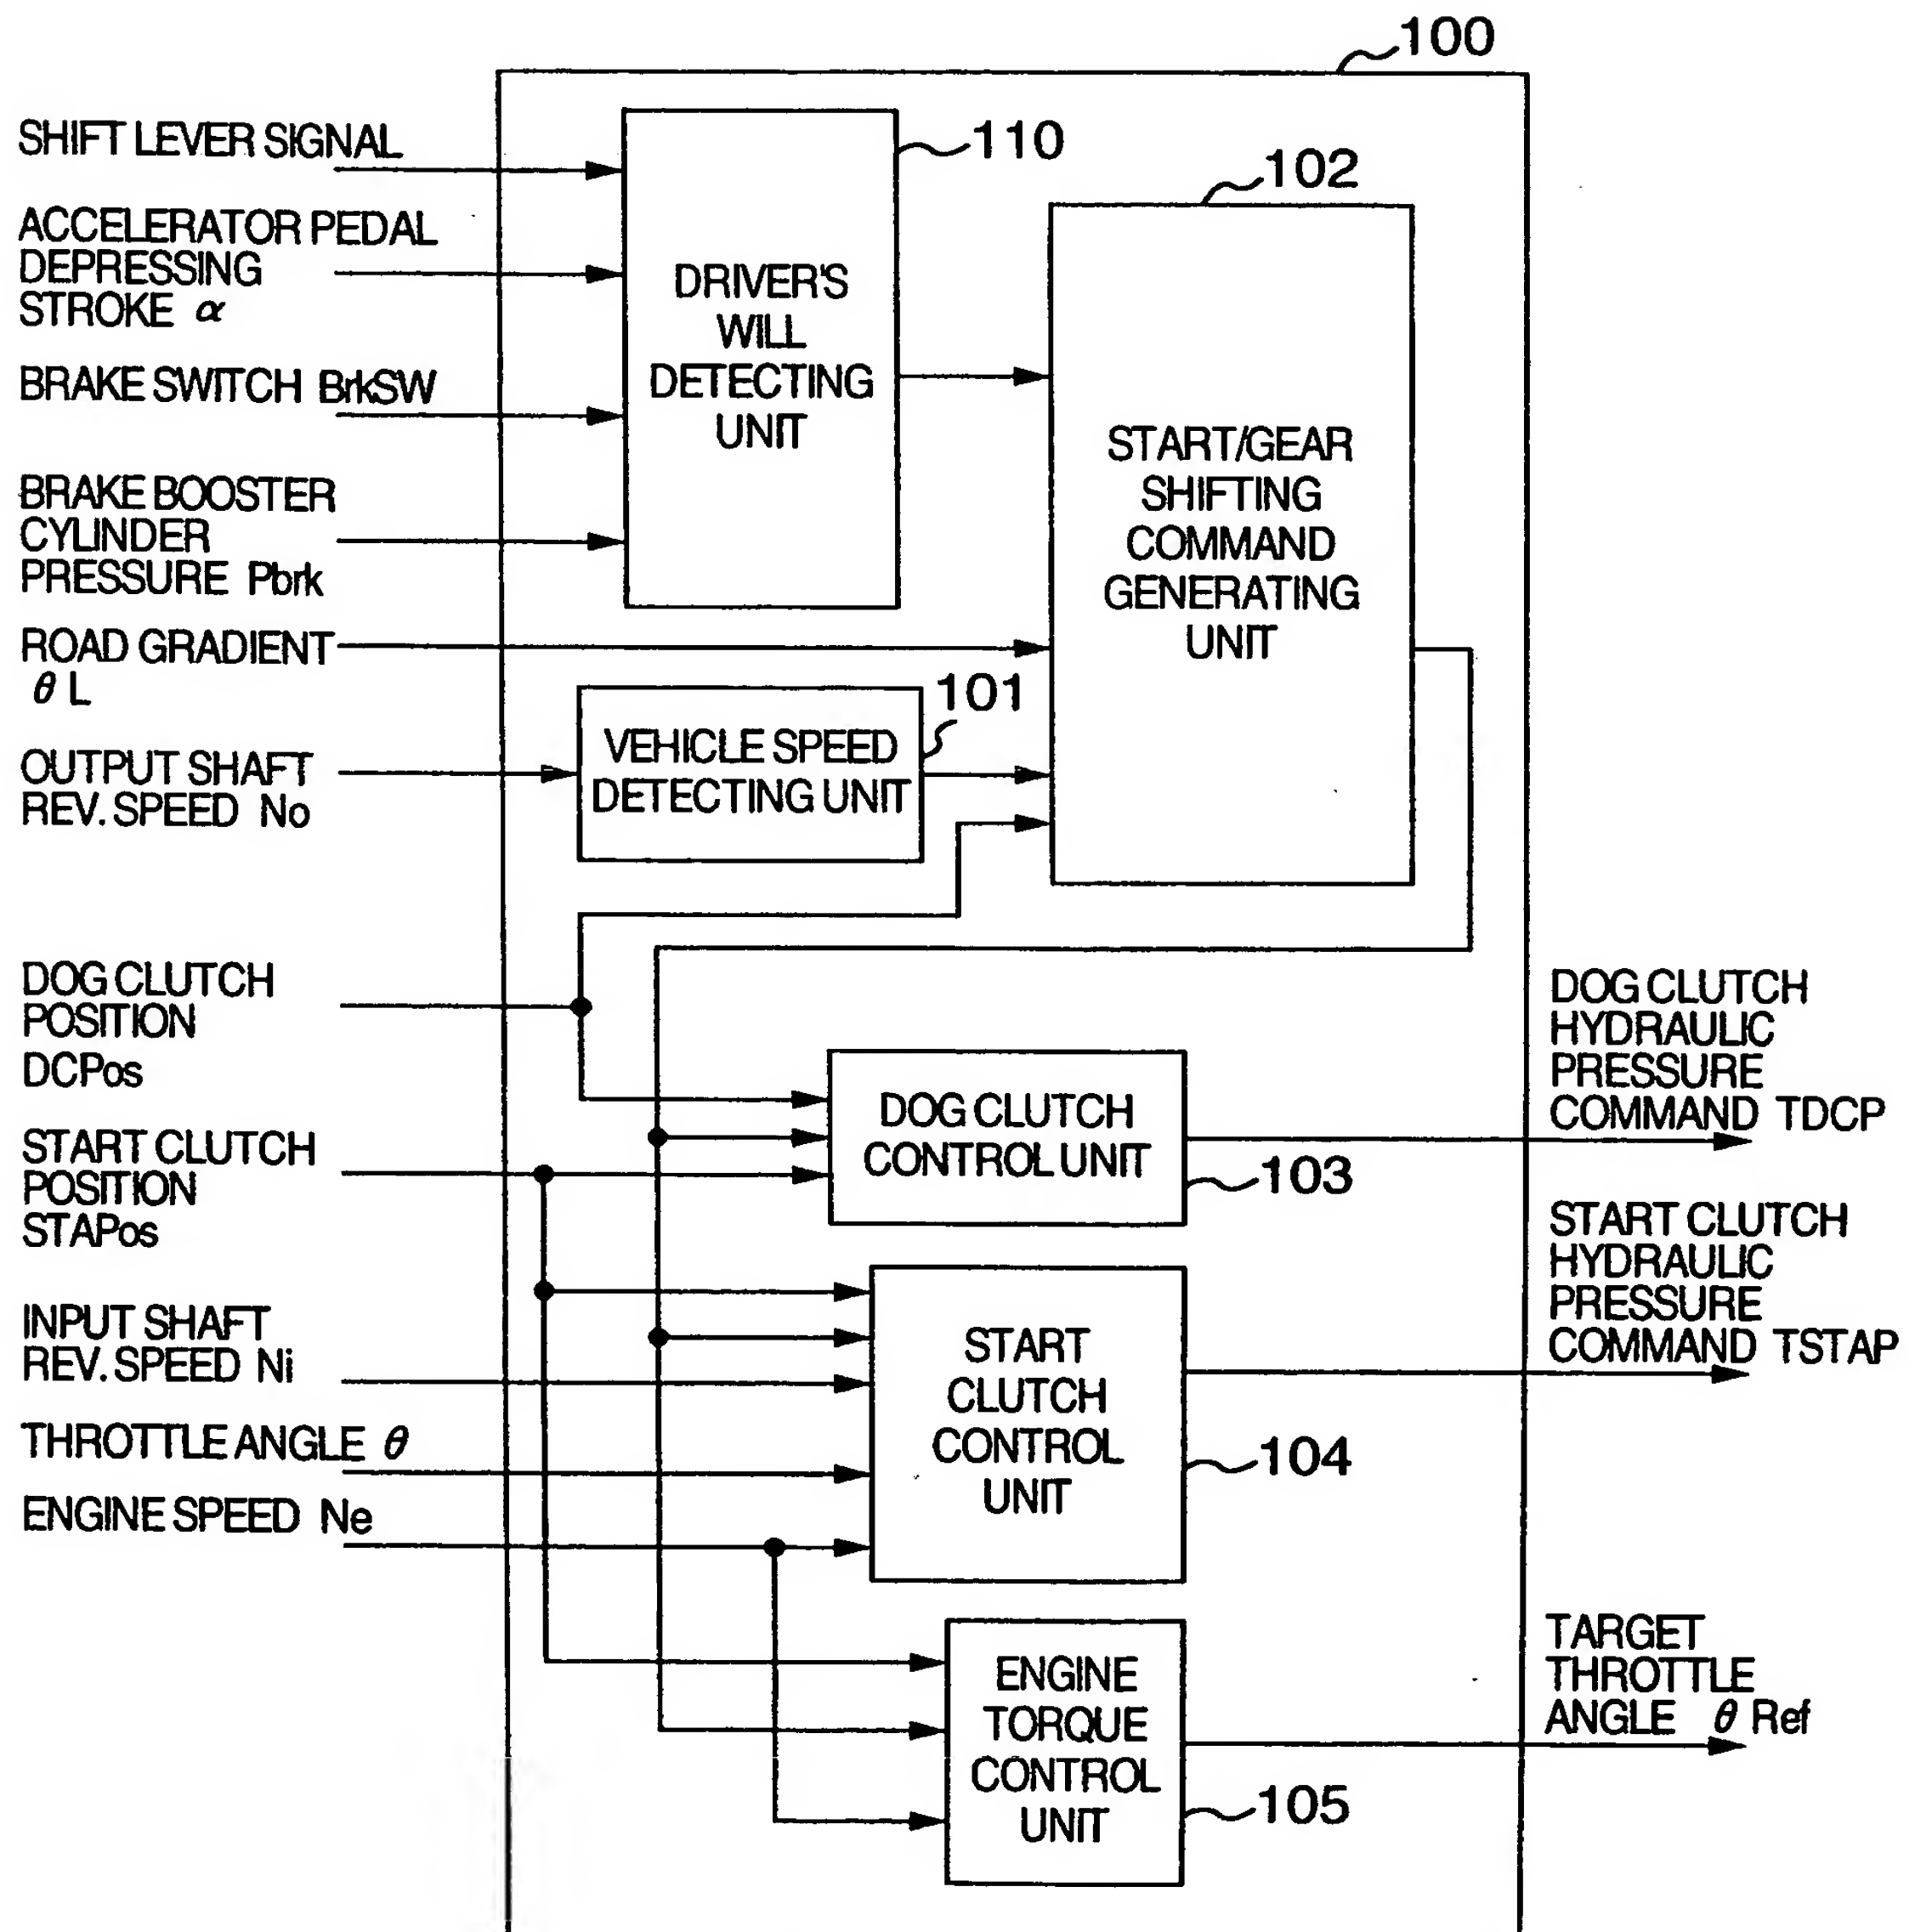 100
SHIFT LEVER SIGNAL
110
102
ACCELERATOR PEDAL
DEPRESSING
STROKE α
DRIVER'S
WILL
DETECTING
UNIT
BRAKE SWITCH BrkSW
START/GEAR
SHIFTING
COMMAND
GENERATING
UNIT
BRAKE BOOSTER
CYLINDER
PRESSURE Pbrk
ROAD GRADIENT
θ L
101
VEHICLE SPEED
DETECTING UNIT
OUTPUT SHAFT
REV. SPEED No
DOG CLUTCH
POSITION
DCPos
DOG CLUTCH
HYDRAULIC
PRESSURE
COMMAND TDCP
DOG CLUTCH
CONTROL UNIT
103
START CLUTCH
POSITION
STAPos
START CLUTCH
HYDRAULIC
PRESSURE
COMMAND TSTAP
INPUT SHAFT
REV. SPEED Ni
START
CLUTCH
CONTROL
UNIT
104
THROTTLE ANGLE θ
ENGINE SPEED Ne
TARGET
THROTTLE
ANGLE θ Ref
ENGINE
TORQUE
CONTROL
UNIT
105